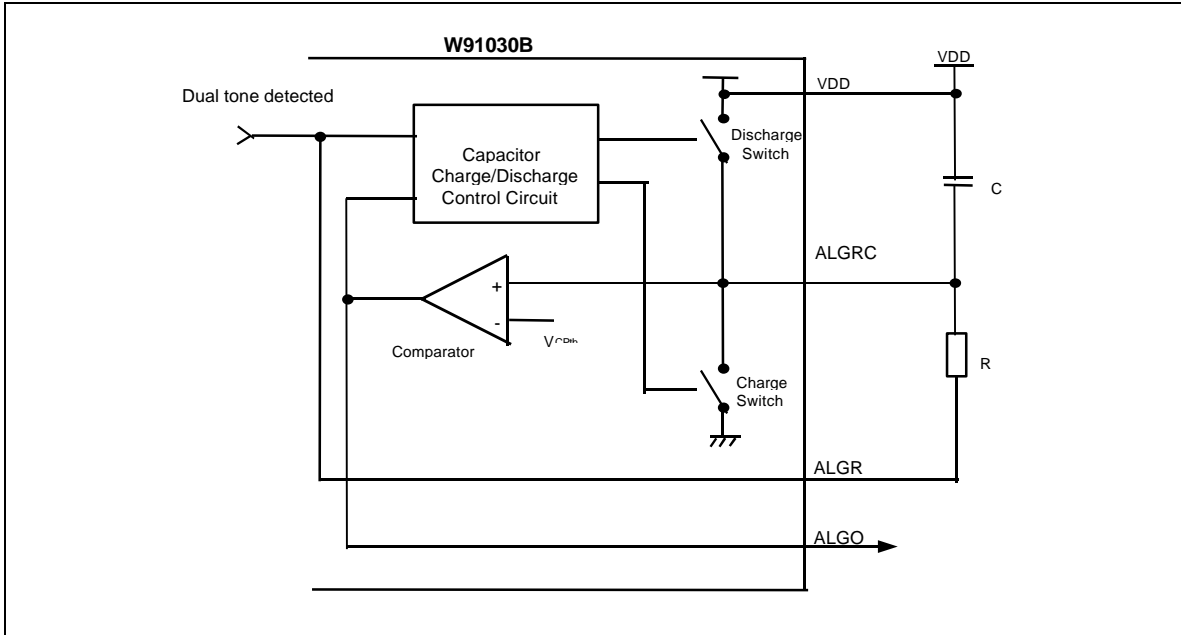 W91030B
VDD
VDD
Dual tone detected
Discharge
Switch
Capacitor
Charge/Discharge
Control Circuit
C
ALGRC
+
-
Comparator
R
Charge
Switch
ALGR
ALGO